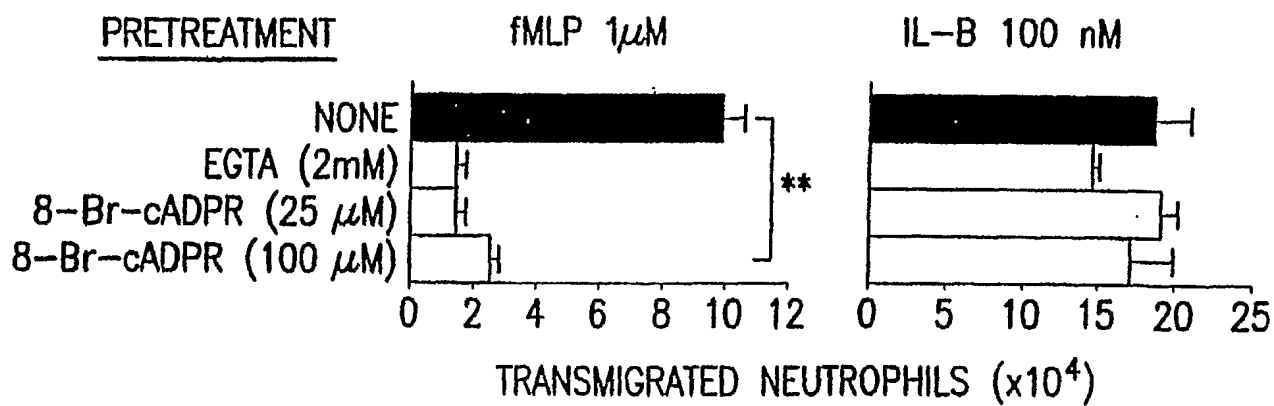 PRETREATMENT fMLP 1μM IL-B 100 nM
NONE
EGTA (2mM)
8-Br-cADPR (25 μM)
8-Br-cADPR (100 μM)
**
0 2 4 6 8 10 12 0 5 10 15 20 25
TRANSMIGRATED NEUTROPHILS (x10⁴)